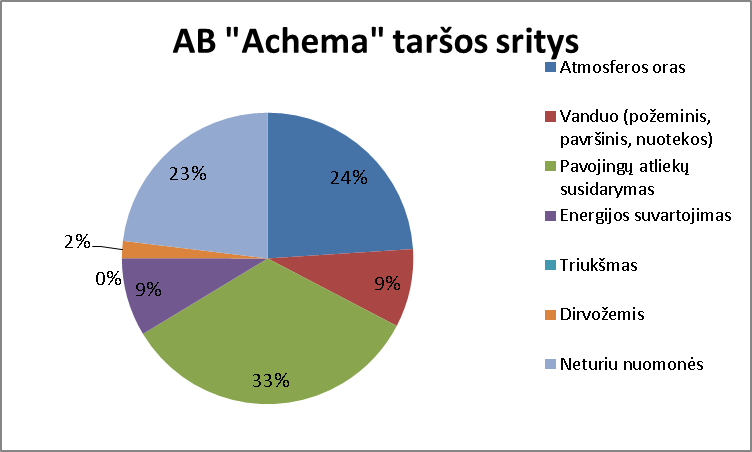 AB "Achema" taršos sritys
Atmosferos oras
Vanduo (požeminis,
pavršinis, nuotekos)
Pavojingų atliekų
susidarymas
Energijos suvartojimas
Triukšmas
Dirvožemis
Neturiu nuomonės
24%
9%
33%
9%
0%
2%
23%